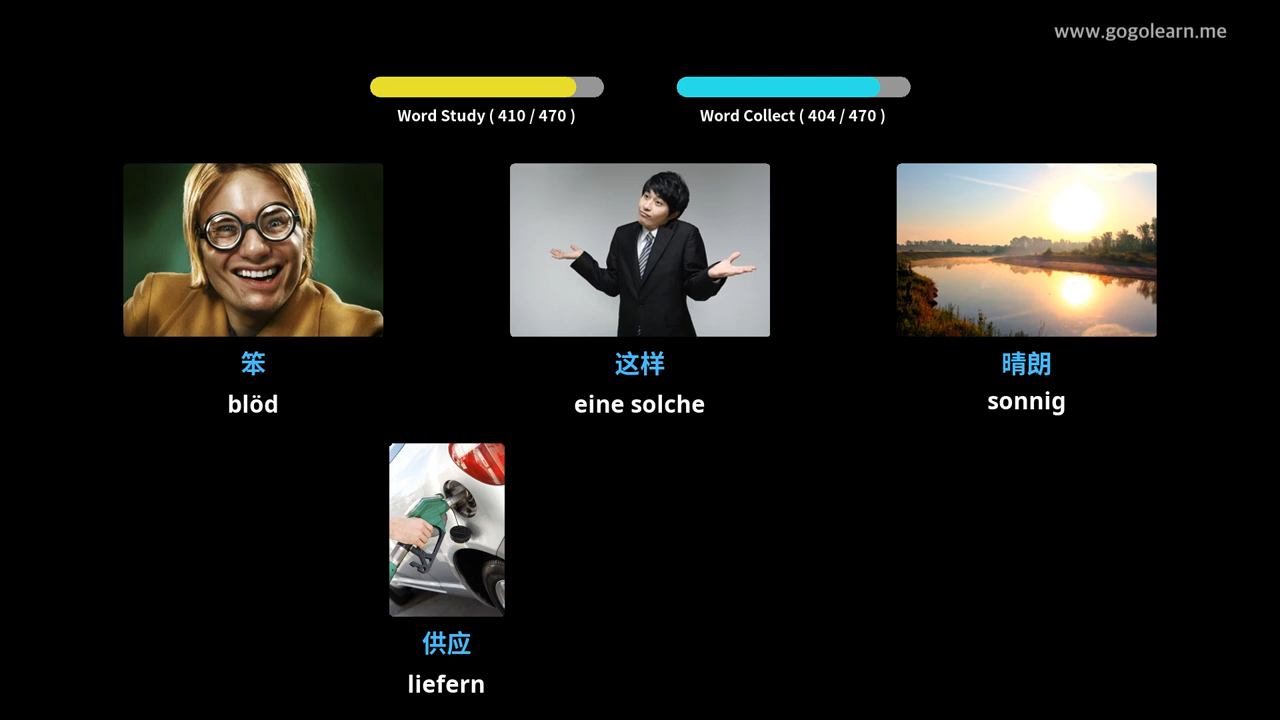 www.gogolearn.me
Word Study ( 410 / 470 )
Word Collect ( 404 / 470 )
笨
blöd
这样
eine solche
晴朗
sonnig
供应
liefern